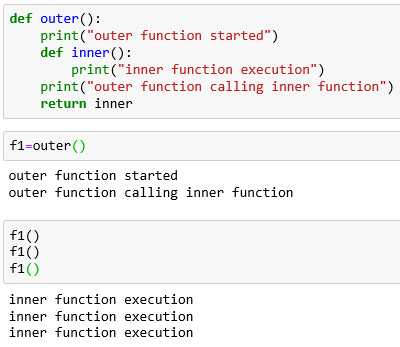 def outer():
    print("outer function started")
    def inner():
        print("inner function execution")
    print("outer function calling inner function")
    return inner
f1=outer()
outer function started
outer function calling inner function
f1()
f1()
f1()
inner function execution
inner function execution
inner function execution